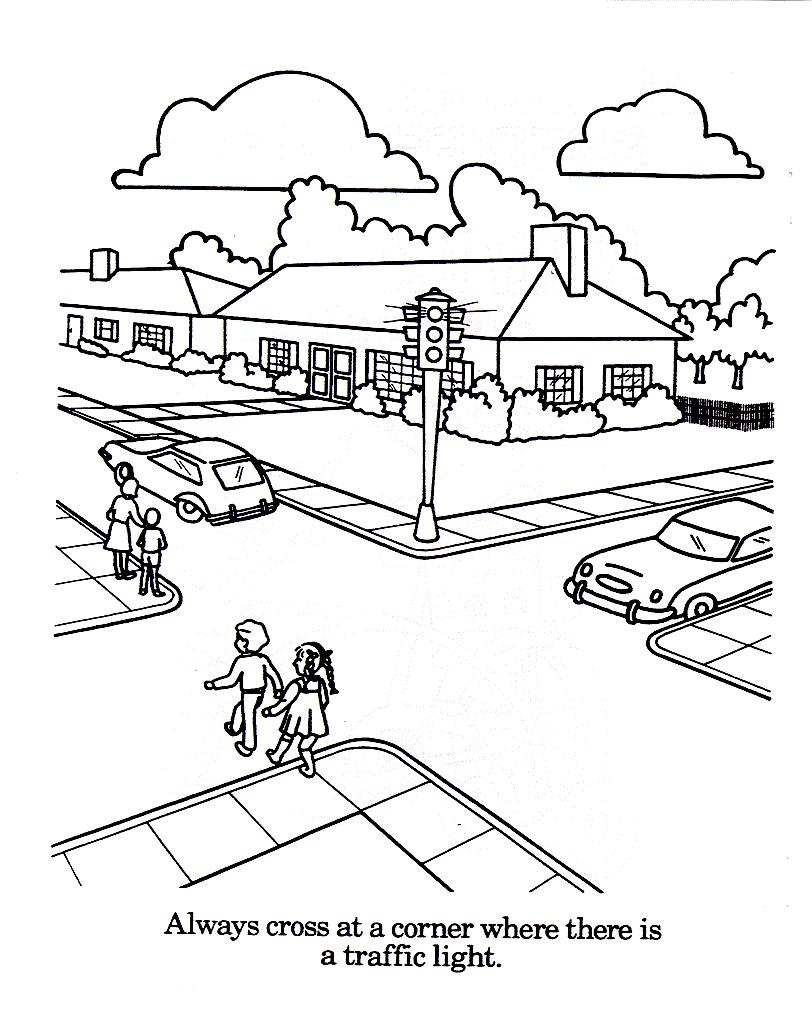 Always cross at a corner where there is
a traffic light.